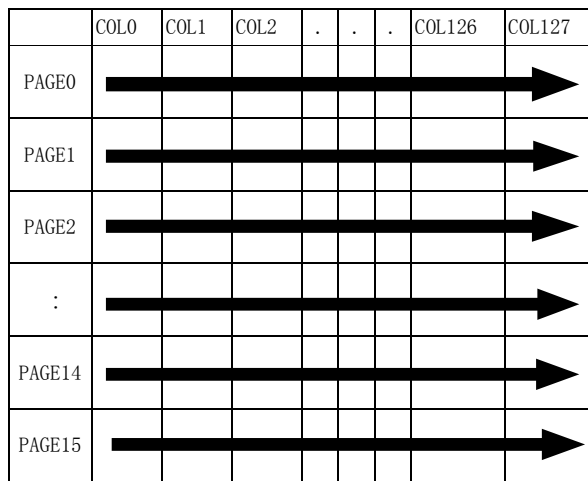 COL0 COL1 COL2 . . . COL126 COL127
PAGE0
PAGE1
PAGE2
:
PAGE14
PAGE15